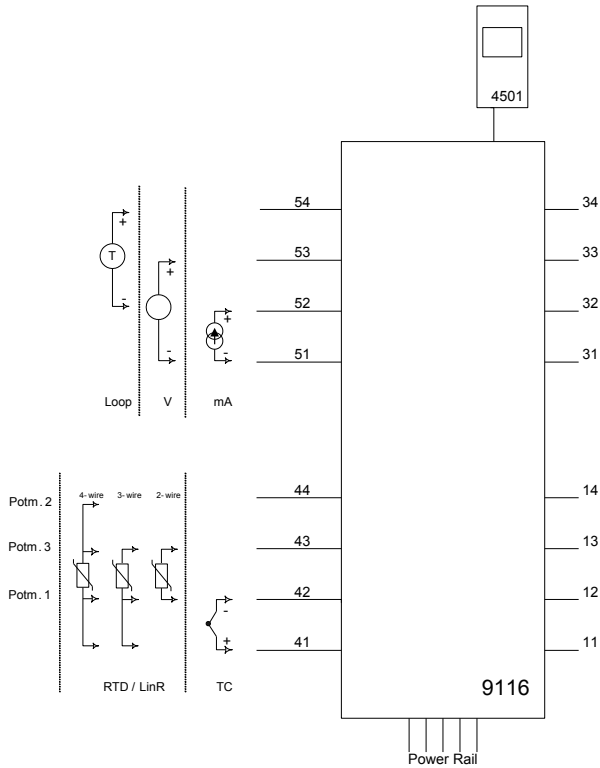 4501
54
34
+
T
53
33
+
-
52
32
+
51
31
-
-
Loop
V
mA
Potm. 2
4- wire
3- wire
2- wire
44
14
Potm. 3
43
13
Potm. 1
42
12
-
+
41
11
RTD / LinR
TC
9116
Power Rail